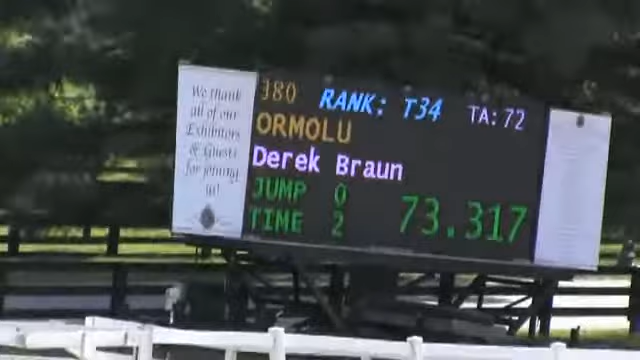 We thank
all of our
Exhibitors
& Guests
for joining
us!
380 RANK: T34 TA: 72
ORMOLU
Derek Braun
JUMP 0
TIME 2 73.317